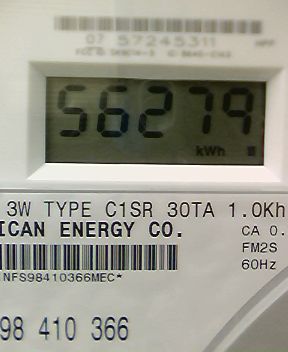 07 57245311
56279
kWh
3W TYPE C1SR 30TA 1.0Kh
ICAN ENERGY CO. CA 0.
FM2S
60Hz
NFS98410366MEC*
98 410 366